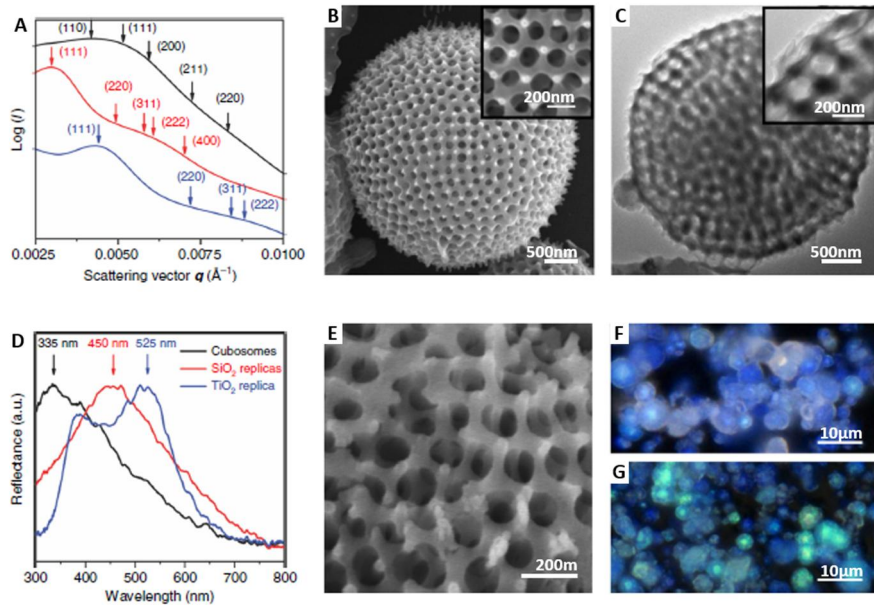 A
(110)
(111)
(200)
(111)
(211)
(220)
(220)
(311)
(222)
(400)
(111)
(220)
(311)
(222)
Log (I)
0.0025
0.0050
0.0075
0.0100
Scattering vector q (Å⁻¹)
B
200nm
500nm
C
200nm
500nm
D
335 nm
450 nm
525 nm
Cubosomes
SiO₂ replicas
TiO₂ replica
Reflectance (a.u.)
300
400
500
600
700
800
Wavelength (nm)
E
200m
F
10μm
G
10μm